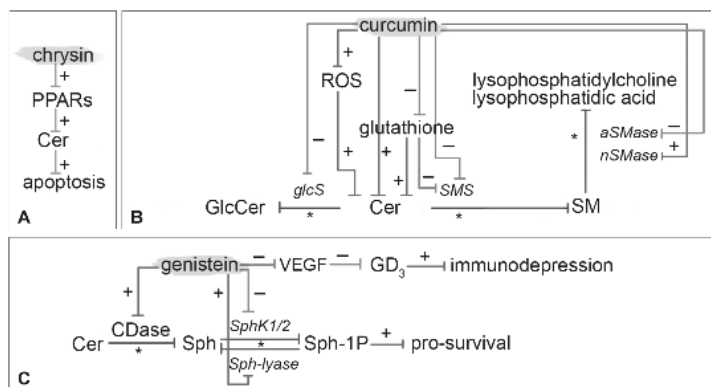 chrysin
+
PPARs
+
Cer
+
apoptosis
A
curcumin
+
ROS
–
lysophosphatidylcholine
lysophosphatidic acid
glutathione
*
aSMase –
nSMase +
–
+
+
+
–
–
glcS
SMS
GlcCer
*
Cer
*
SM
B
genistein
–
VEGF
–
GD3
+
immunodepression
+
+
–
CDase
SphK1/2
Cer
*
Sph
*
Sph-1P
+
pro-survival
Sph-lyase
C